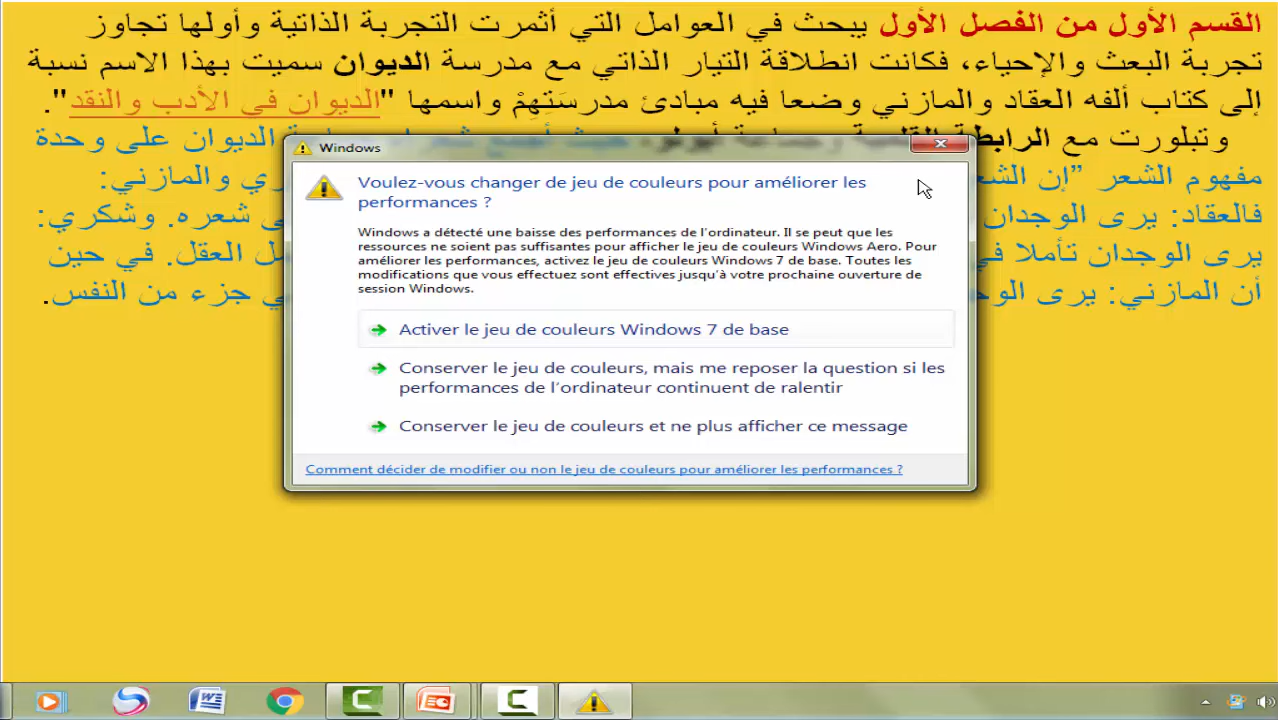 القسم الأول من الفصل الأول يبحث في العوامل التي أثمرت التجربة الذاتية وأولها تجاوز
تجربة البعث والإحياء، فكانت انطلاقة التيار الذاتي مع مدرسة الديوان سميت بهذا الاسم نسبة
إلى كتاب ألفه العقاد والمازني وضعا فيه مبادئ مدرسَتِهِمْ واسمها "الديوان في الأدب والنقد".
وتبلورت مع الرابطة القلمية وجماعة أبولو، حيث أجمع الديوان على وحدة
مفهوم الشعر "إن الشعر والمازني:
فالعقاد: يرى الوجدان شعره. وشكري:
يرى الوجدان تأملا في العقل. في حين
أن المازني: يرى جزء من النفس.
Windows
Voulez-vous changer de jeu de couleurs pour améliorer les
performances ?
Windows a détecté une baisse des performances de l'ordinateur. Il se peut que les
ressources ne soient pas suffisantes pour afficher le jeu de couleurs Windows Aero. Pour
améliorer les performances, activez le jeu de couleurs Windows 7 de base. Toutes les
modifications que vous effectuez sont effectives jusqu'à votre prochaine ouverture de
session Windows.
Activer le jeu de couleurs Windows 7 de base
Conserver le jeu de couleurs, mais me reposer la question si les
performances de l'ordinateur continuent de ralentir
Conserver le jeu de couleurs et ne plus afficher ce message
Comment décider de modifier ou non le jeu de couleurs pour améliorer les performances ?